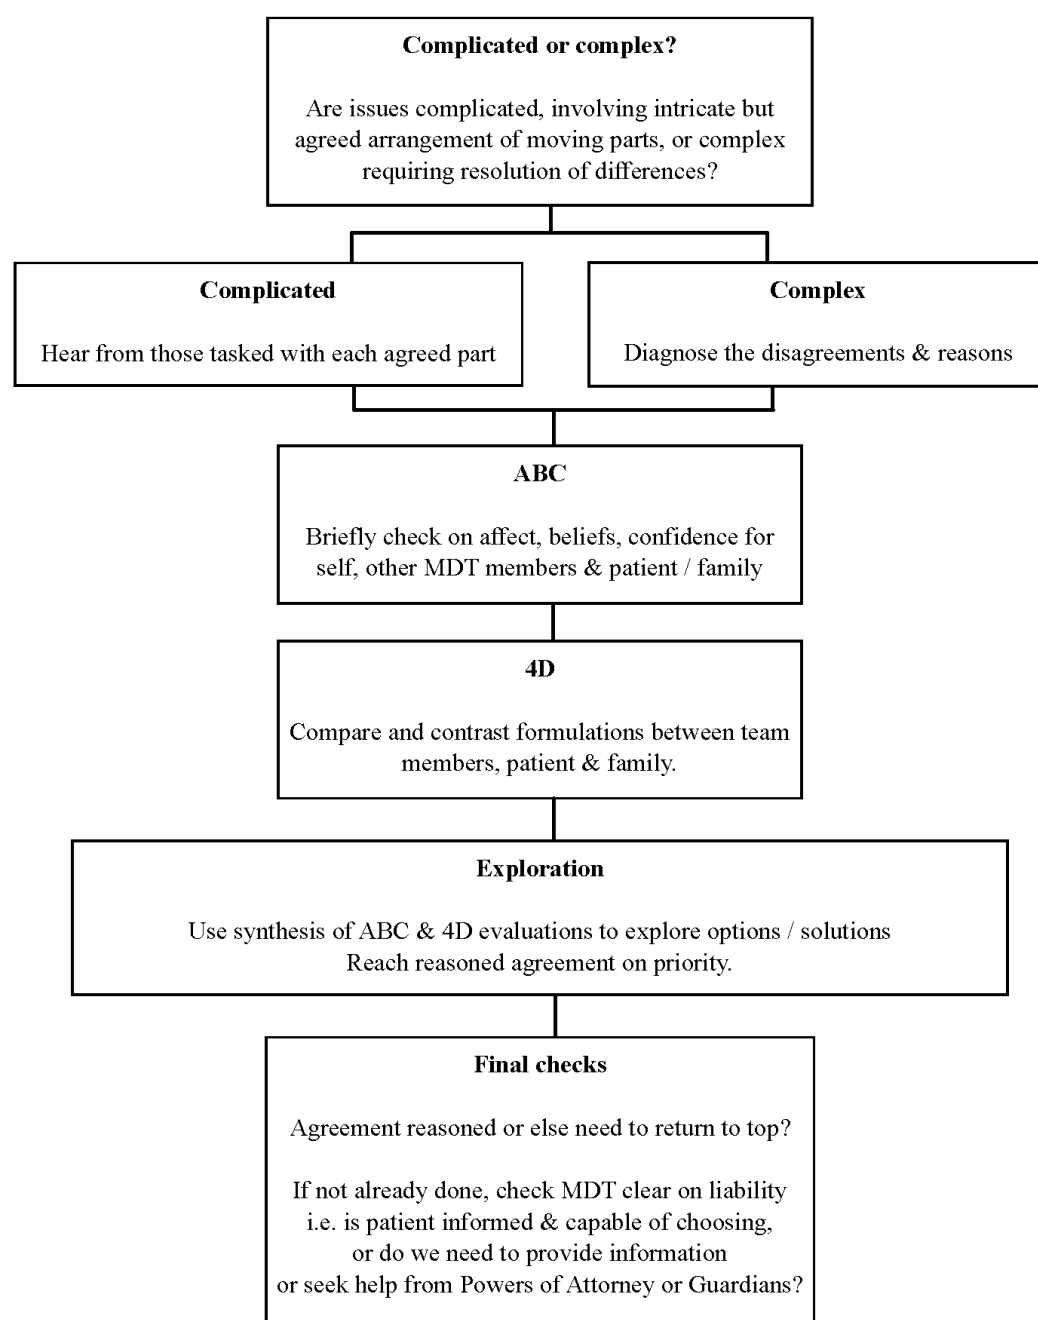 Complicated or complex?
Are issues complicated, involving intricate but
agreed arrangement of moving parts, or complex
requiring resolution of differences?
Complicated
Hear from those tasked with each agreed part
Complex
Diagnose the disagreements & reasons
ABC
Briefly check on affect, beliefs, confidence for
self, other MDT members & patient / family
4D
Compare and contrast formulations between team
members, patient & family.
Exploration
Use synthesis of ABC & 4D evaluations to explore options / solutions
Reach reasoned agreement on priority.
Final checks
Agreement reasoned or else need to return to top?
If not already done, check MDT clear on liability
i.e. is patient informed & capable of choosing,
or do we need to provide information
or seek help from Powers of Attorney or Guardians?